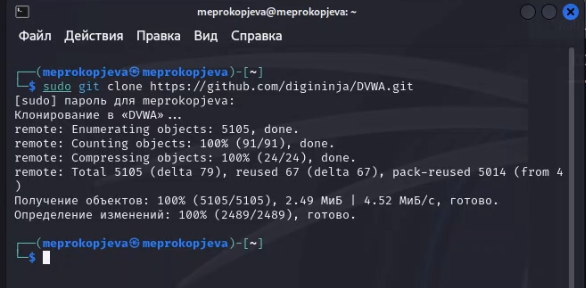 meprokopjeva@meprokopjeva: ~
Файл Действия Правка Вид Справка
┌──(meprokopjeva㉿meprokopjeva)-[~]
└─$ sudo git clone https://github.com/digininja/DVWA.git
[sudo] пароль для meprokopjeva:
Клонирование в «DVWA»...
remote: Enumerating objects: 5105, done.
remote: Counting objects: 100% (91/91), done.
remote: Compressing objects: 100% (24/24), done.
remote: Total 5105 (delta 79), reused 67 (delta 67), pack-reused 5014 (from 4
)
Получение объектов: 100% (5105/5105), 2.49 МиБ | 4.52 МиБ/с, готово.
Определение изменений: 100% (2489/2489), готово.
┌──(meprokopjeva㉿meprokopjeva)-[~]
└─$